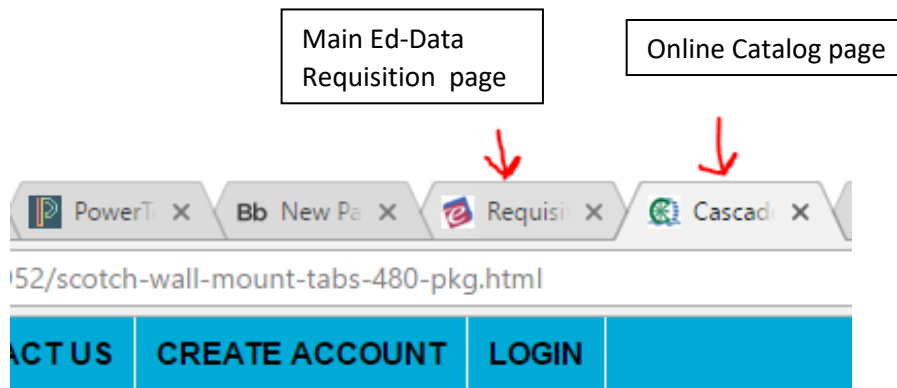 Main Ed-Data
Requisition page
Online Catalog page
PowerT
Bb New Pa
Requisi
Cascad
52/scotch-wall-mount-tabs-480-pkg.html
ACT US CREATE ACCOUNT LOGIN